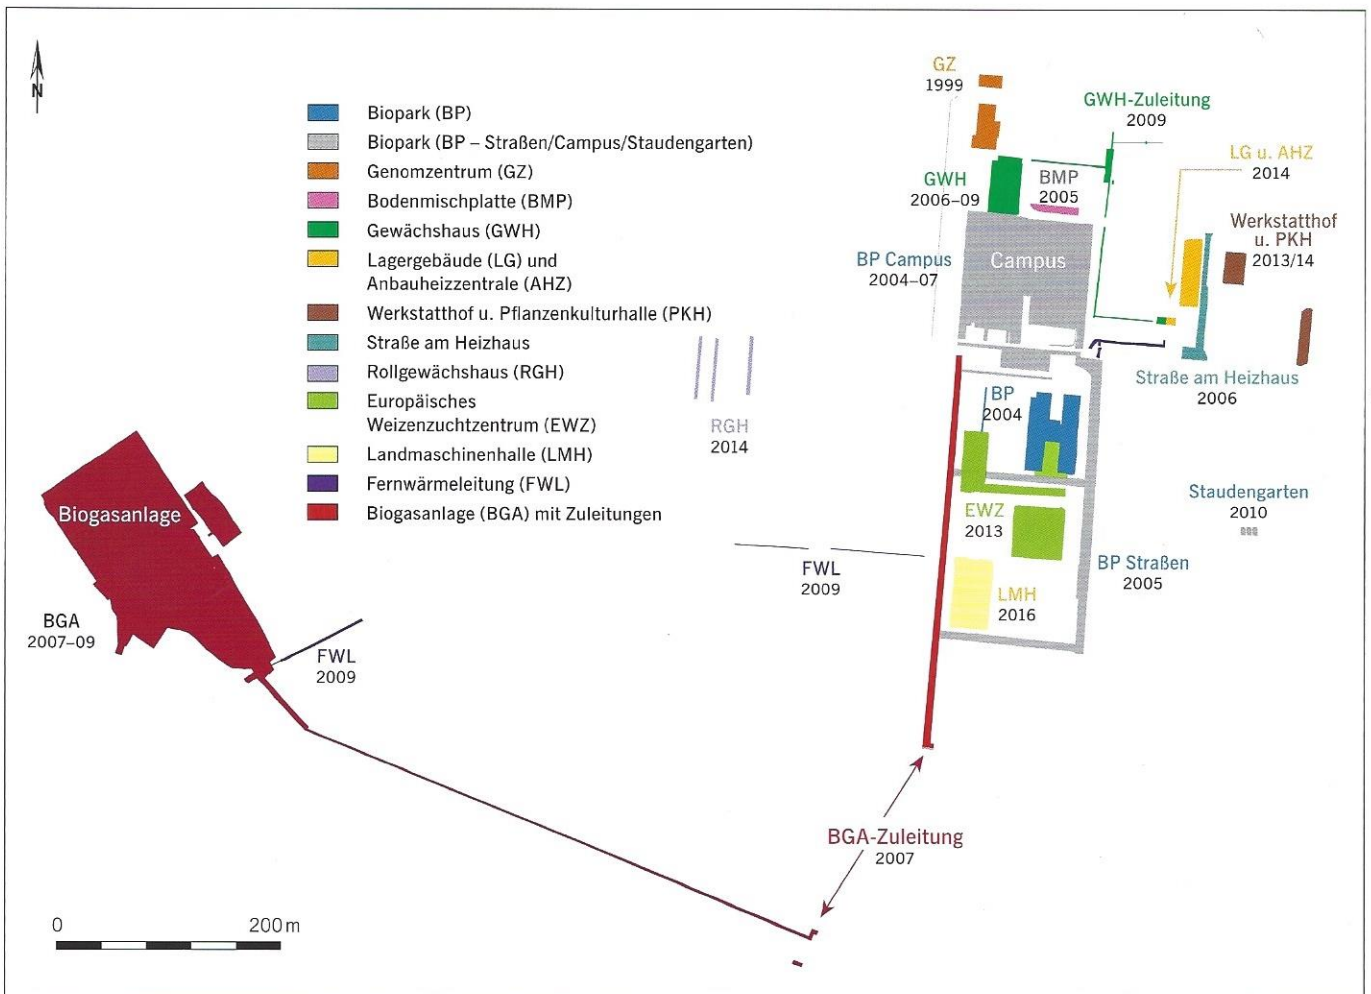 N
Biopark (BP)
Biopark (BP – Straßen/Campus/Staudengarten)
Genomzentrum (GZ)
Bodenmischplatte (BMP)
Gewächshaus (GWH)
Lagergebäude (LG) und
Anbauheizzentrale (AHZ)
Werkstatthof u. Pflanzenkulturhalle (PKH)
Straße am Heizhaus
Rollgewächshaus (RGH)
Europäisches
Weizenzuchtzentrum (EWZ)
Landmaschinenhalle (LMH)
Fernwärmeleitung (FWL)
Biogasanlage (BGA) mit Zuleitungen
GZ
1999
GWH-Zuleitung
2009
LG u. AHZ
2014
GWH
2006–09
BMP
2005
Werkstatthof
u. PKH
2013/14
BP Campus
2004–07
Campus
Straße am Heizhaus
2006
BP
2004
RGH
2014
Staudengarten
2010
EWZ
2013
BP Straßen
2005
FWL
2009
LMH
2016
Biogasanlage
BGA
2007–09
FWL
2009
BGA-Zuleitung
2007
0 200 m